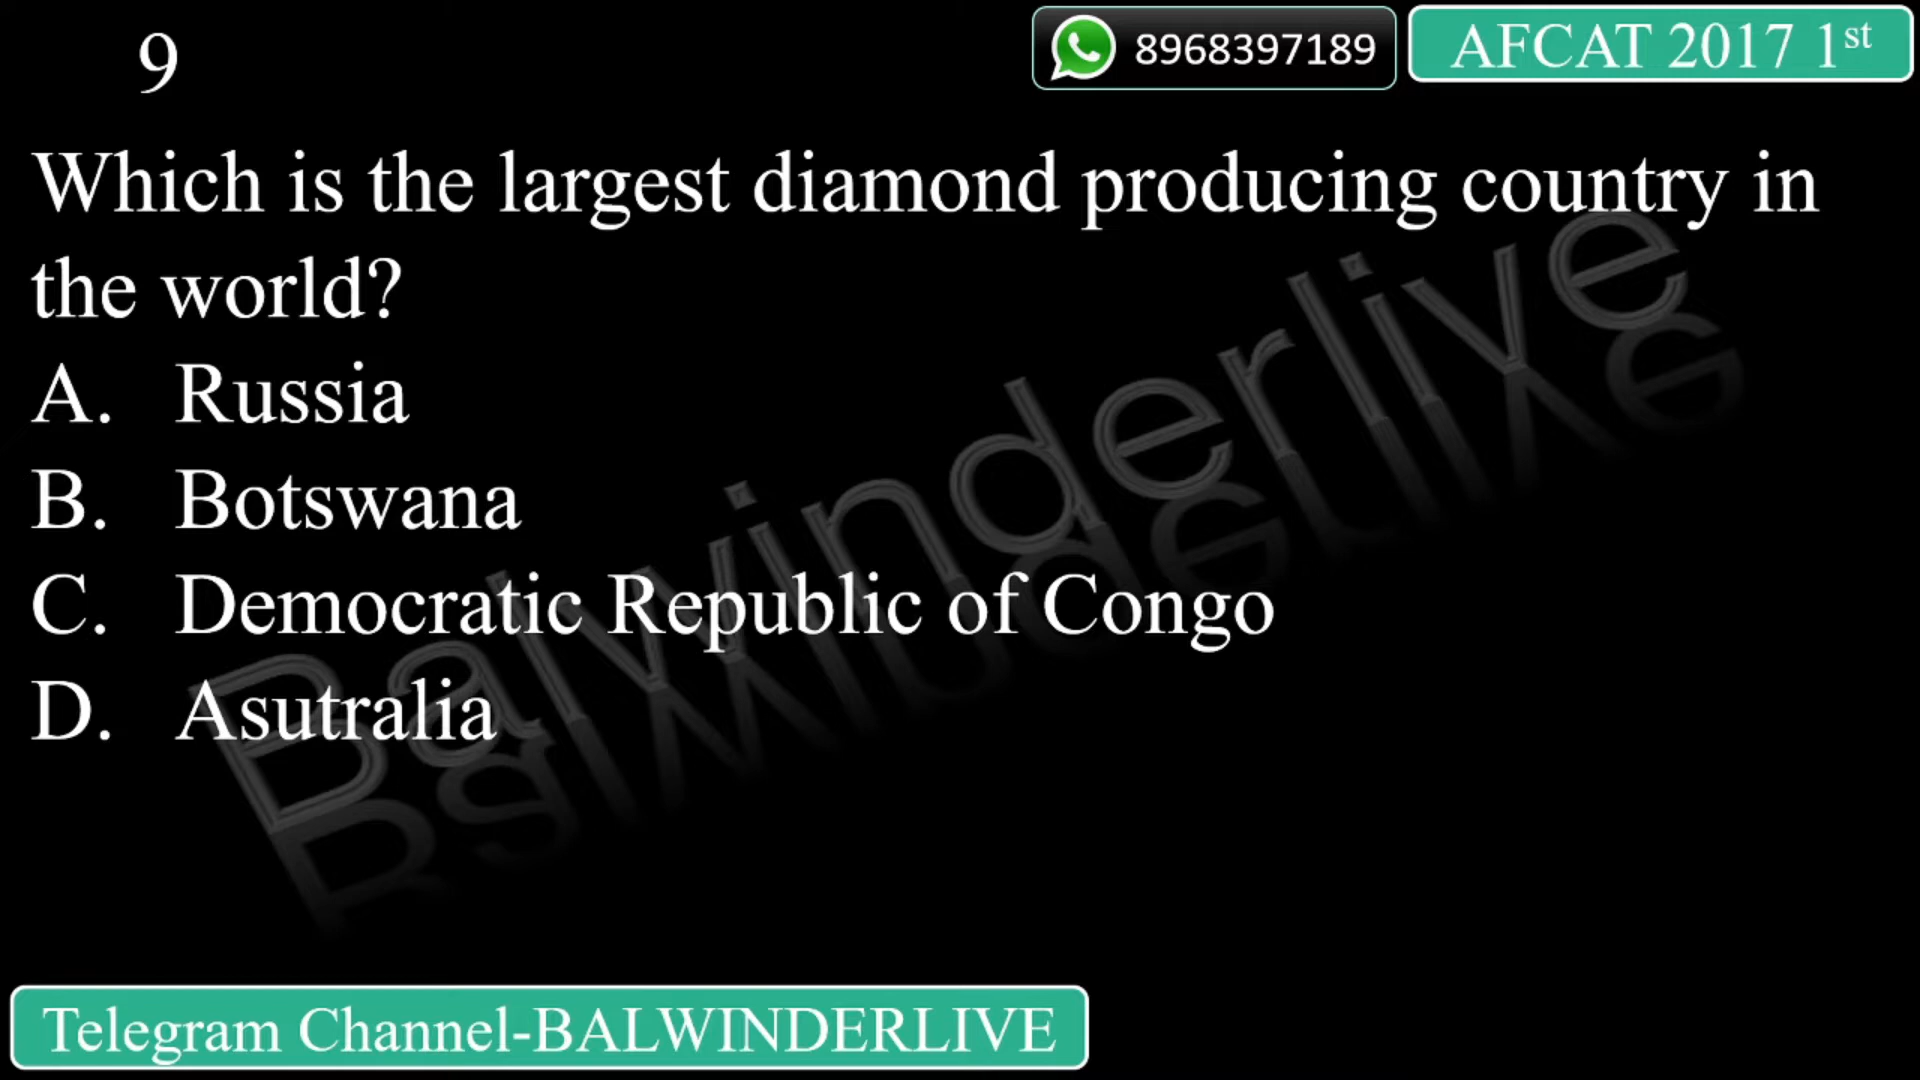 9
8968397189
AFCAT 2017 1st
Which is the largest diamond producing country in
the world?
A. Russia
B. Botswana
C. Democratic Republic of Congo
D. Asutralia
Balwinderlive
Telegram Channel-BALWINDERLIVE